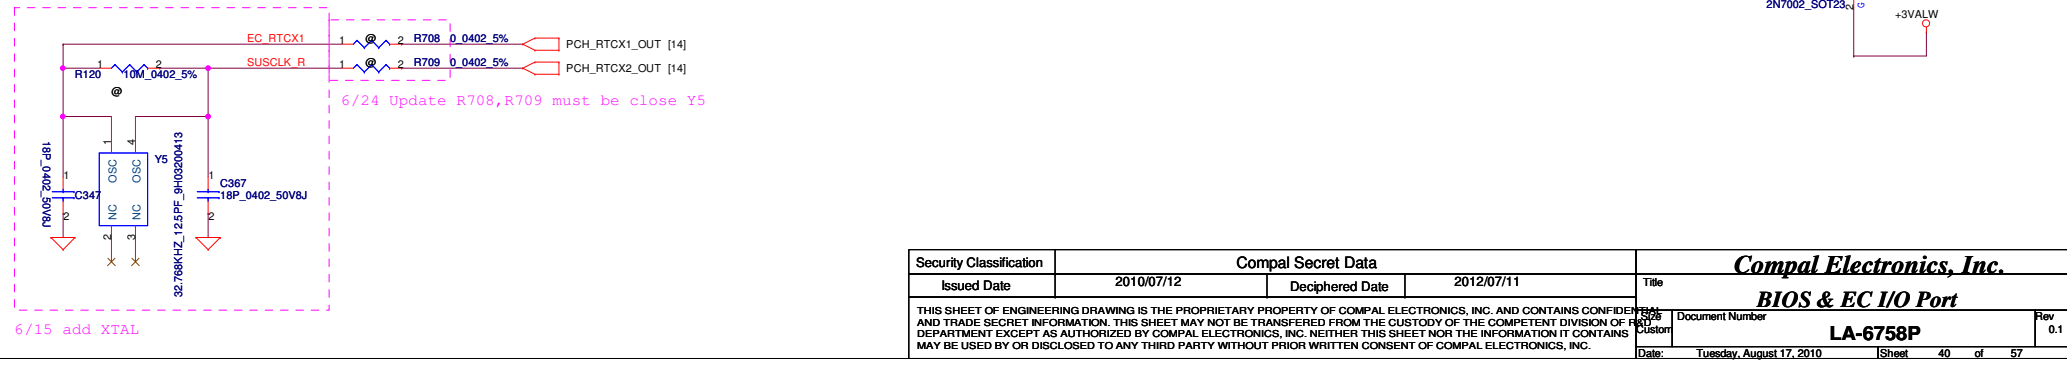 2N7002_SOT23
2
G
+3VALW
EC_RTCX1
1
@
2
R708
0_0402_5%
PCH_RTCX1_OUT [14]
SUSCLK_R
1
@
2
R709
0_0402_5%
PCH_RTCX2_OUT [14]
1
2
R120
10M_0402_5%
@
6/24 Update R708,R709 must be close Y5
18P_0402_50V8J
1
C347
2
1
4
OSC
OSC
NC
NC
2
3
Y5
32.768KHZ_12.5PF_9H03200413
1
C367
18P_0402_50V8J
2
6/15 add XTAL
Security Classification
Compal Secret Data
Issued Date
2010/07/12
Deciphered Date
2012/07/11
THIS SHEET OF ENGINEERING DRAWING IS THE PROPRIETARY PROPERTY OF COMPAL ELECTRONICS, INC. AND CONTAINS CONFIDENTIAL
AND TRADE SECRET INFORMATION. THIS SHEET MAY NOT BE TRANSFERED FROM THE CUSTODY OF THE COMPETENT DIVISION OF R&D
DEPARTMENT EXCEPT AS AUTHORIZED BY COMPAL ELECTRONICS, INC. NEITHER THIS SHEET NOR THE INFORMATION IT CONTAINS
MAY BE USED BY OR DISCLOSED TO ANY THIRD PARTY WITHOUT PRIOR WRITTEN CONSENT OF COMPAL ELECTRONICS, INC.
Compal Electronics, Inc.
Title
BIOS & EC I/O Port
Size
Custom
Document Number
LA-6758P
Rev
0.1
Date:
Tuesday, August 17, 2010
Sheet 40 of 57